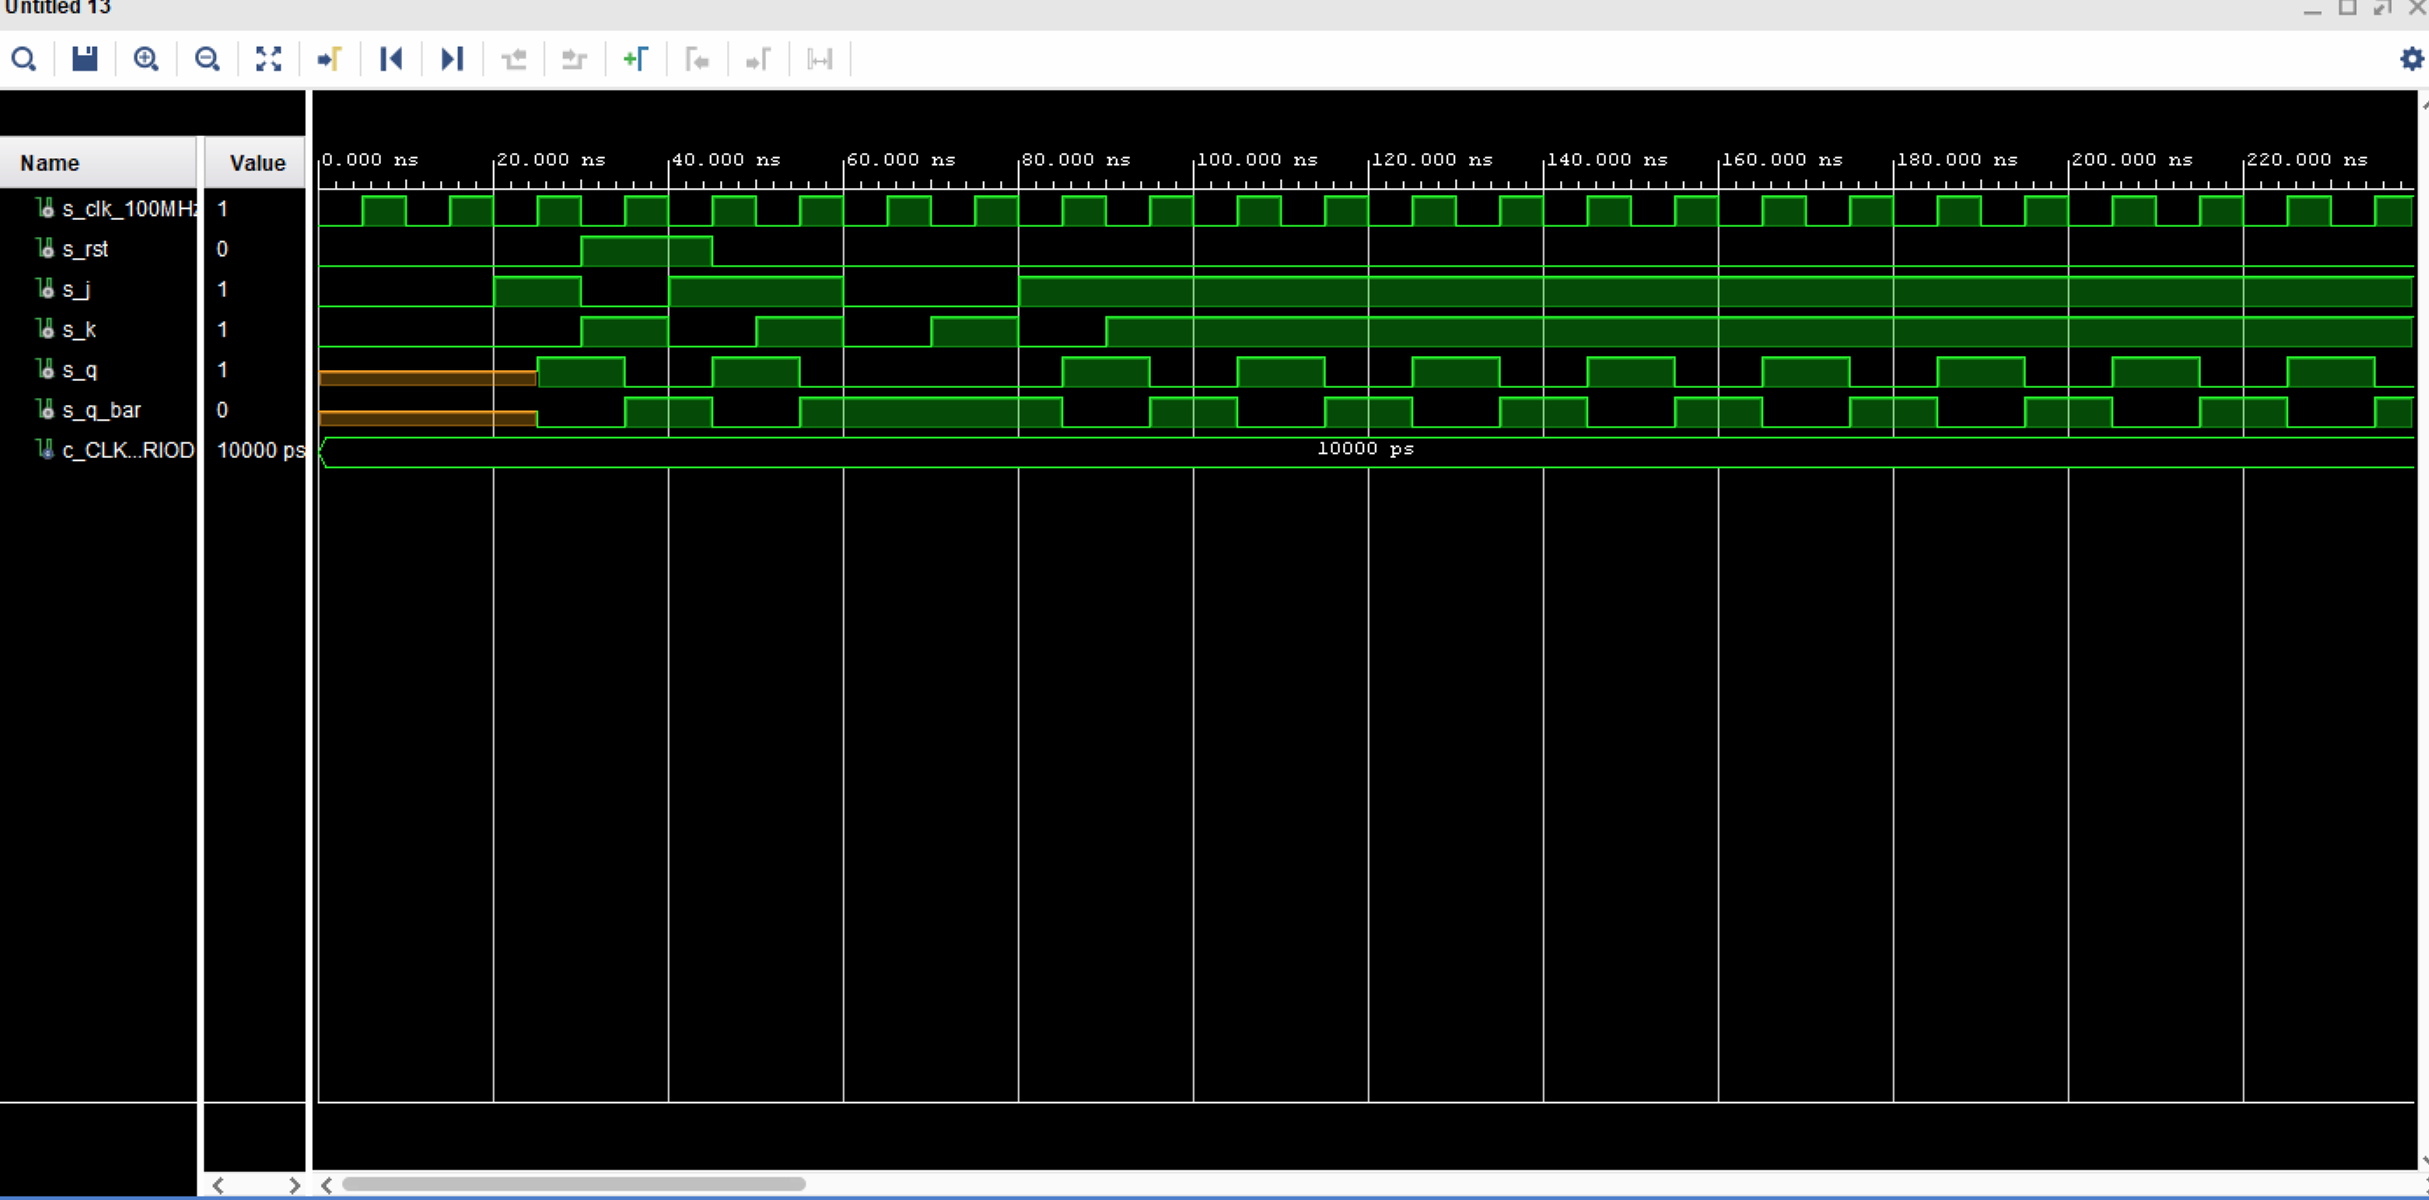 Untitled 13
Name Value
0.000 ns 20.000 ns 40.000 ns 60.000 ns 80.000 ns 100.000 ns 120.000 ns 140.000 ns 160.000 ns 180.000 ns 200.000 ns 220.000 ns
s_clk_100MHz 1
s_rst 0
s_j 1
s_k 1
s_q 1
s_q_bar 0
c_CLK...RIOD 10000 ps 10000 ps